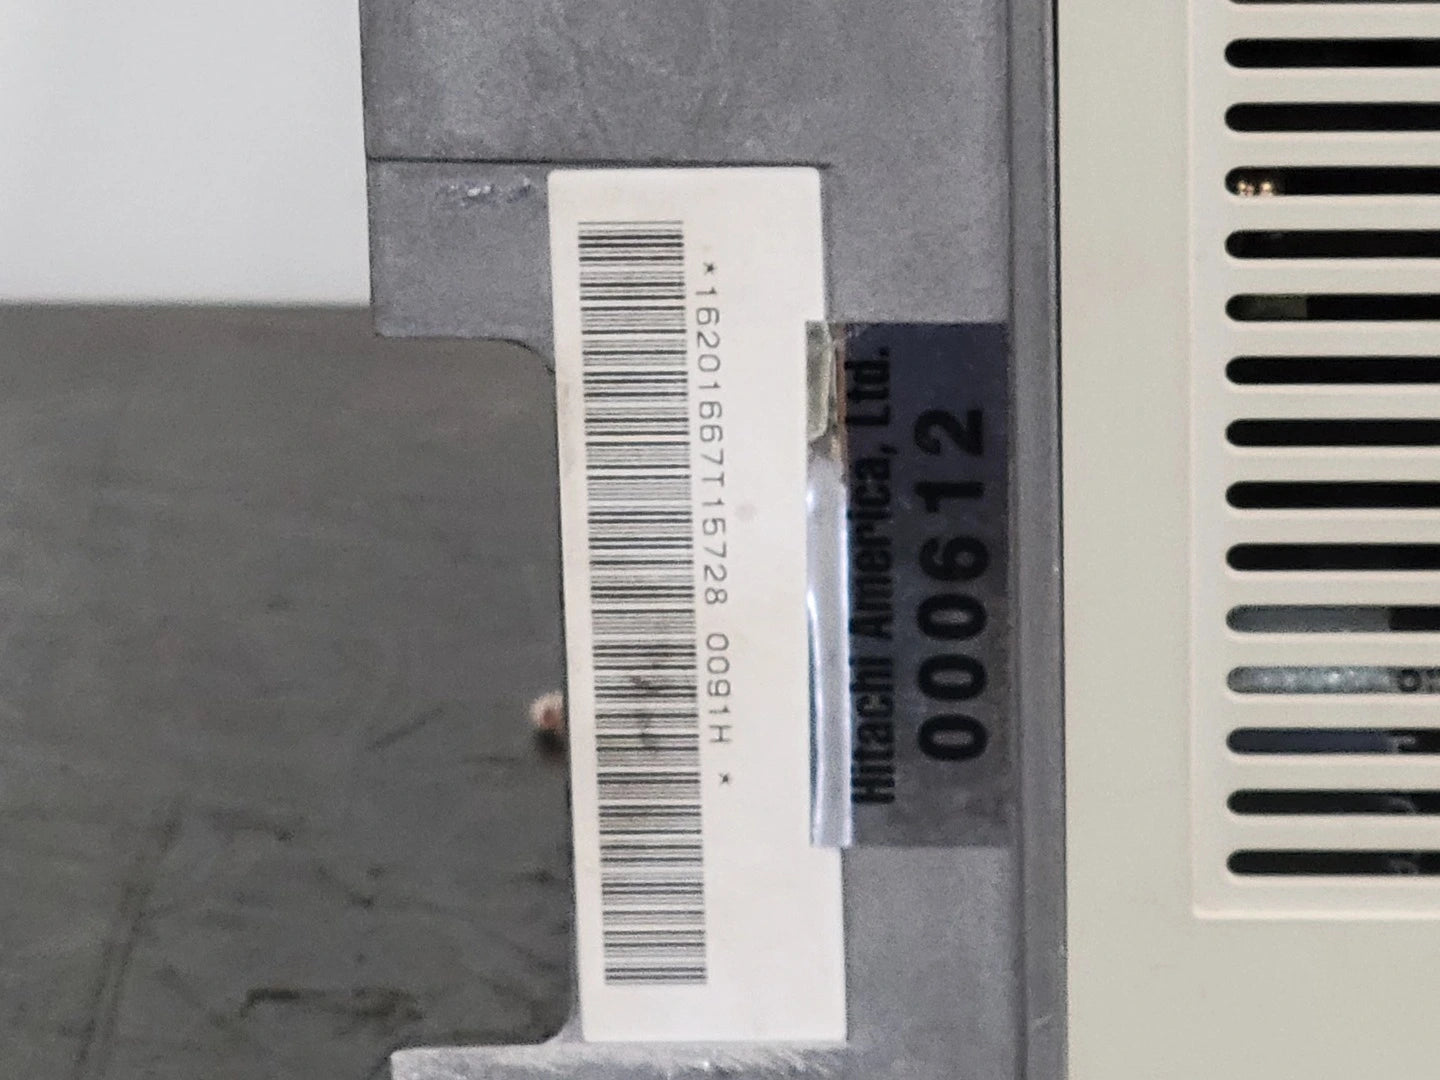 *16201667T15728 0091H *
Hitachi America, Ltd.
000612